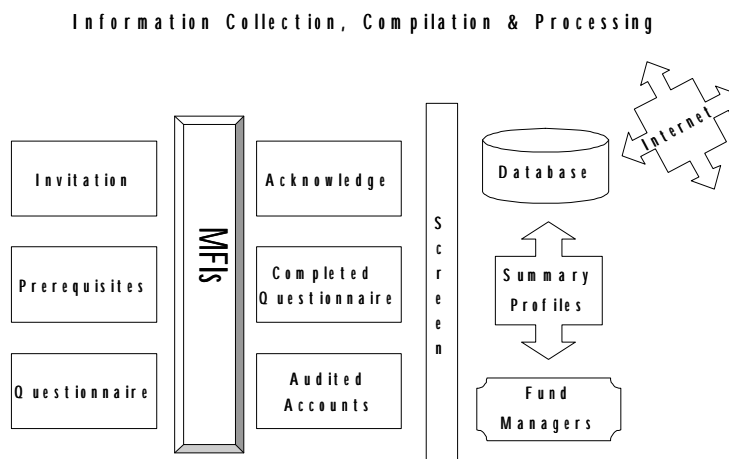 Information Collection, Compilation & Processing
Invitation
Prerequisites
Questionnaire
MFIs
Acknowledge
Completed
Questionnaire
Audited
Accounts
Screen
Database
Internet
Summary
Profiles
Fund
Managers